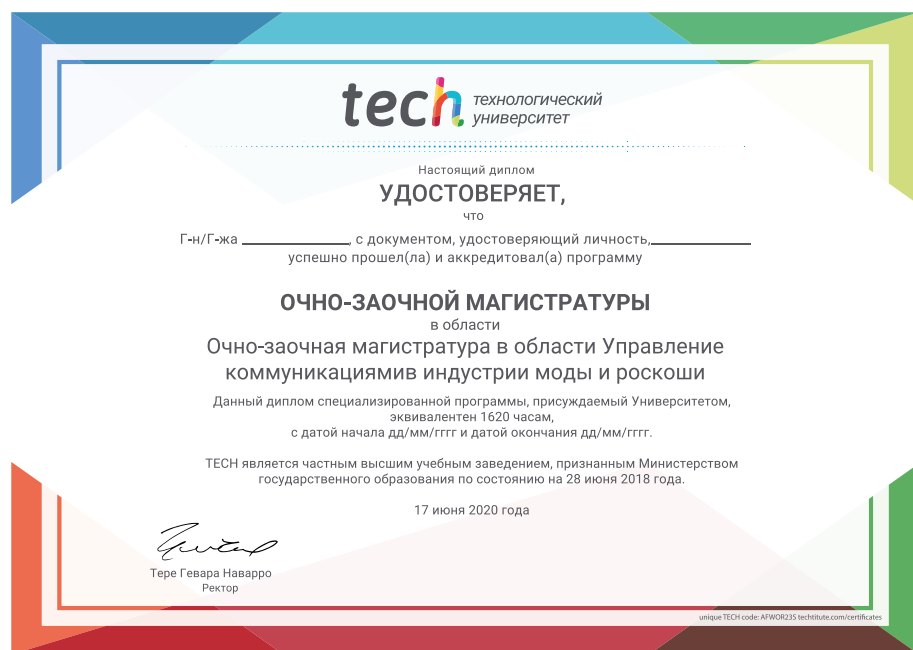 tech технологический
университет
Настоящий диплом
УДОСТОВЕРЯЕТ,
что
Г-н/Г-жа ____________, с документом, удостоверяющий личность,___________
успешно прошел(ла) и аккредитовал(а) программу
ОЧНО-ЗАОЧНОЙ МАГИСТРАТУРЫ
в области
Очно-заочная магистратура в области Управление
коммуникациямив индустрии моды и роскоши
Данный диплом специализированной программы, присуждаемый Университетом,
эквивалентен 1620 часам,
с датой начала дд/мм/гггг и датой окончания дд/мм/гггг.
TECH является частным высшим учебным заведением, признанным Министерством
государственного образования по состоянию на 28 июня 2018 года.
17 июня 2020 года
Тере Гевара Наварро
Ректор
unique TECH code: AFWOR23S techtitute.com/certificates